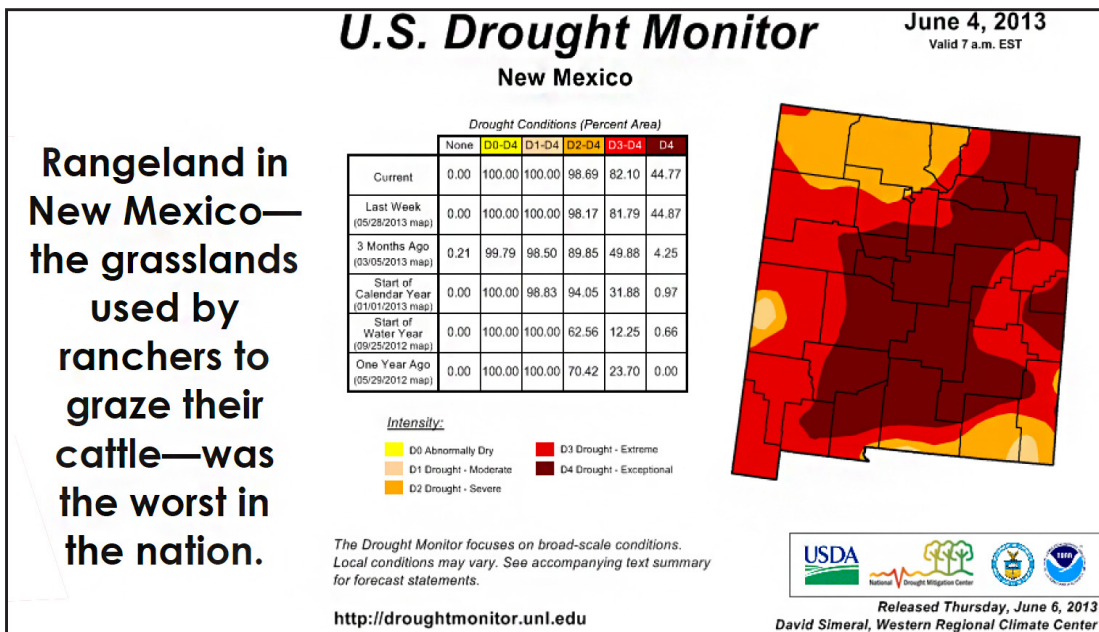 U.S. Drought Monitor
New Mexico
June 4, 2013
Valid 7 a.m. EST
Rangeland in
New Mexico—
the grasslands
used by
ranchers to
graze their
cattle—was
the worst in
the nation.
Drought Conditions (Percent Area)
None D0-D4 D1-D4 D2-D4 D3-D4 D4
Current 0.00 100.00 100.00 98.69 82.10 44.77
Last Week
(05/28/2013 map) 0.00 100.00 100.00 98.17 81.79 44.87
3 Months Ago
(03/05/2013 map) 0.21 99.79 98.50 89.85 49.88 4.25
Start of
Calendar Year
(01/01/2013 map) 0.00 100.00 98.83 94.05 31.88 0.97
Start of
Water Year
(09/25/2012 map) 0.00 100.00 100.00 62.56 12.25 0.66
One Year Ago
(05/29/2012 map) 0.00 100.00 100.00 70.42 23.70 0.00
Intensity:
D0 Abnormally Dry
D1 Drought - Moderate
D2 Drought - Severe
D3 Drought - Extreme
D4 Drought - Exceptional
The Drought Monitor focuses on broad-scale conditions.
Local conditions may vary. See accompanying text summary
for forecast statements.
http://droughtmonitor.unl.edu
USDA
National Drought Mitigation Center
NOAA
Released Thursday, June 6, 2013
David Simeral, Western Regional Climate Center